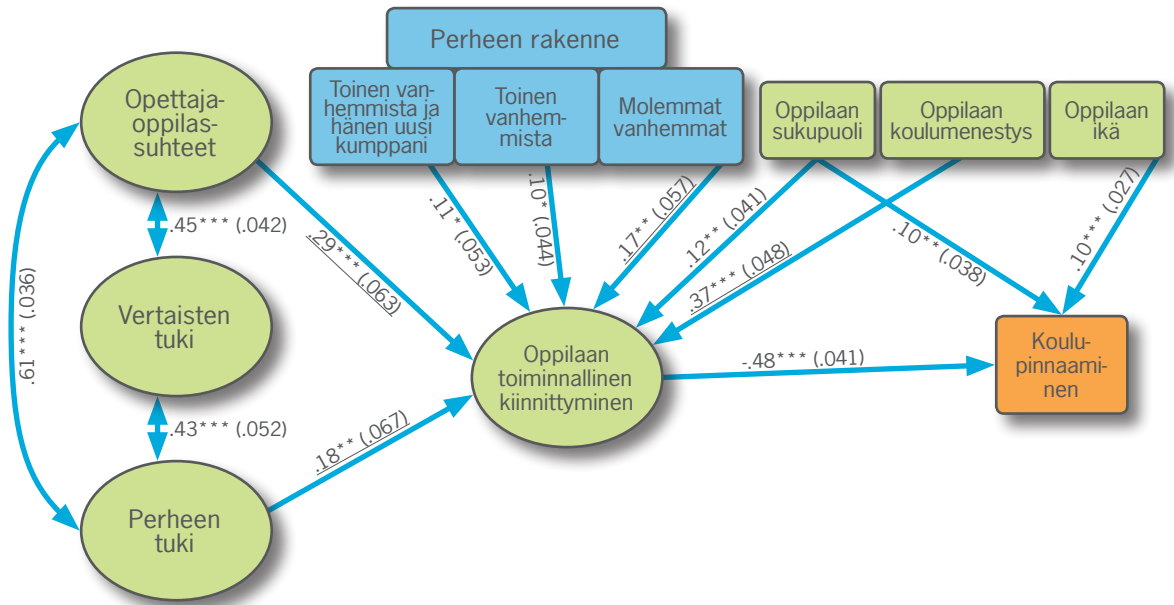 Opettaja-
oppilas-
suhteet
.45*** (.042)
.61*** (.036)
Vertaisten
tuki
.43*** (.052)
Perheen
tuki
.29*** (.063)
.18** (.067)
Perheen rakenne
Toinen van-
hemmista ja
hänen uusi
kumppani
Toinen
vanhem-
mista
Molemmat
vanhemmat
.11* (.053)
.10* (.044)
.17** (.057)
Oppilaan
sukupuoli
Oppilaan
koulumenestys
Oppilaan
ikä
.12** (.041)
.37*** (.048)
.10** (.038)
.10*** (.027)
Oppilaan
toiminnallinen
kiinnittyminen
-.48*** (.041)
Koulu-
pinnaami-
nen